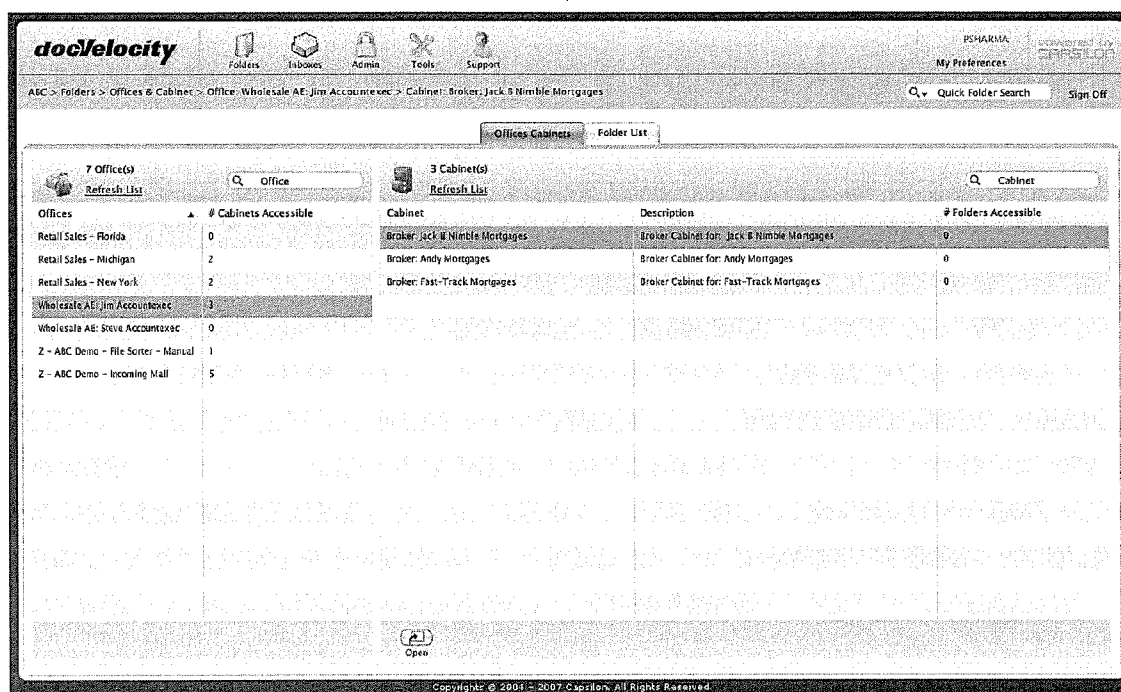 docVelocity
Folders Inboxes Admin Tools Support
PSHARMA
My Preferences
powered by
CAPSILON
ABC > Folders > Offices & Cabinet > Office: Wholesale AE: Jim Accountexec > Cabinet: Broker: Jack B Nimble Mortgages
Quick Folder Search Sign Off
Offices Cabinets Folder List
7 Office(s)
Refresh List
Office
3 Cabinet(s)
Refresh List
Cabinet
Offices # Cabinets Accessible Cabinet Description # Folders Accessible
Retail Sales - Florida 0 Broker: Jack B Nimble Mortgages Broker Cabinet for: Jack B Nimble Mortgages 0
Retail Sales - Michigan 2 Broker: Andy Mortgages Broker Cabinet for: Andy Mortgages 0
Retail Sales - New York 2 Broker: Fast-Track Mortgages Broker Cabinet for: Fast-Track Mortgages 0
Wholesale AE: Jim Accountexec 3
Wholesale AE: Steve Accountexec 0
Z - ABC Demo - File Sorter - Manual 1
Z - ABC Demo - Incoming Mail 5
Open
Copyrights © 2004 - 2007 Capsilon, All Rights Reserved